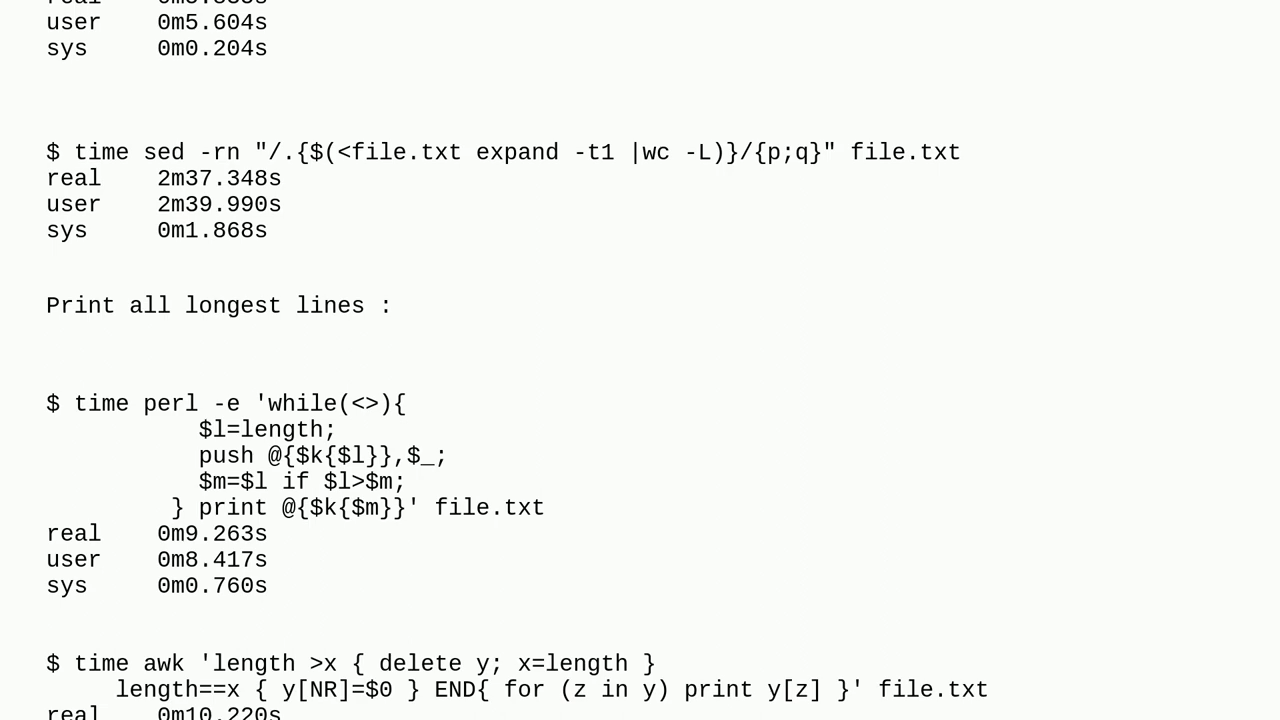 user    0m5.604s
sys     0m0.204s
$ time sed -rn "/.{$(<file.txt expand -t1 |wc -L)}/{p;q}" file.txt
real    2m37.348s
user    2m39.990s
sys     0m1.868s
Print all longest lines :
$ time perl -e 'while(<>){
           $l=length;
           push @{$k{$l}},$_;
           $m=$l if $l>$m;
         } print @{$k{$m}}' file.txt
real    0m9.263s
user    0m8.417s
sys     0m0.760s
$ time awk 'length >x { delete y; x=length }
     length==x { y[NR]=$0 } END{ for (z in y) print y[z] }' file.txt
real    0m10.220s